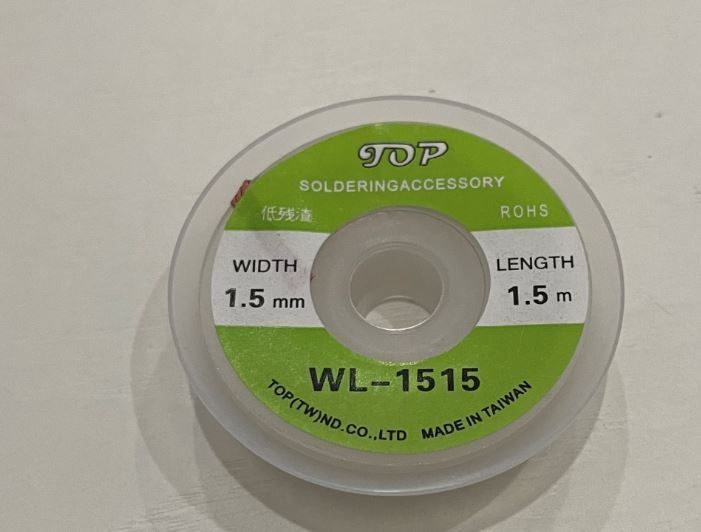 TOP
SOLDERINGACCESSORY
低残渣 ROHS
WIDTH LENGTH
1.5 mm 1.5 m
WL-1515
TOP(TW)ND.CO.,LTD MADE IN TAIWAN